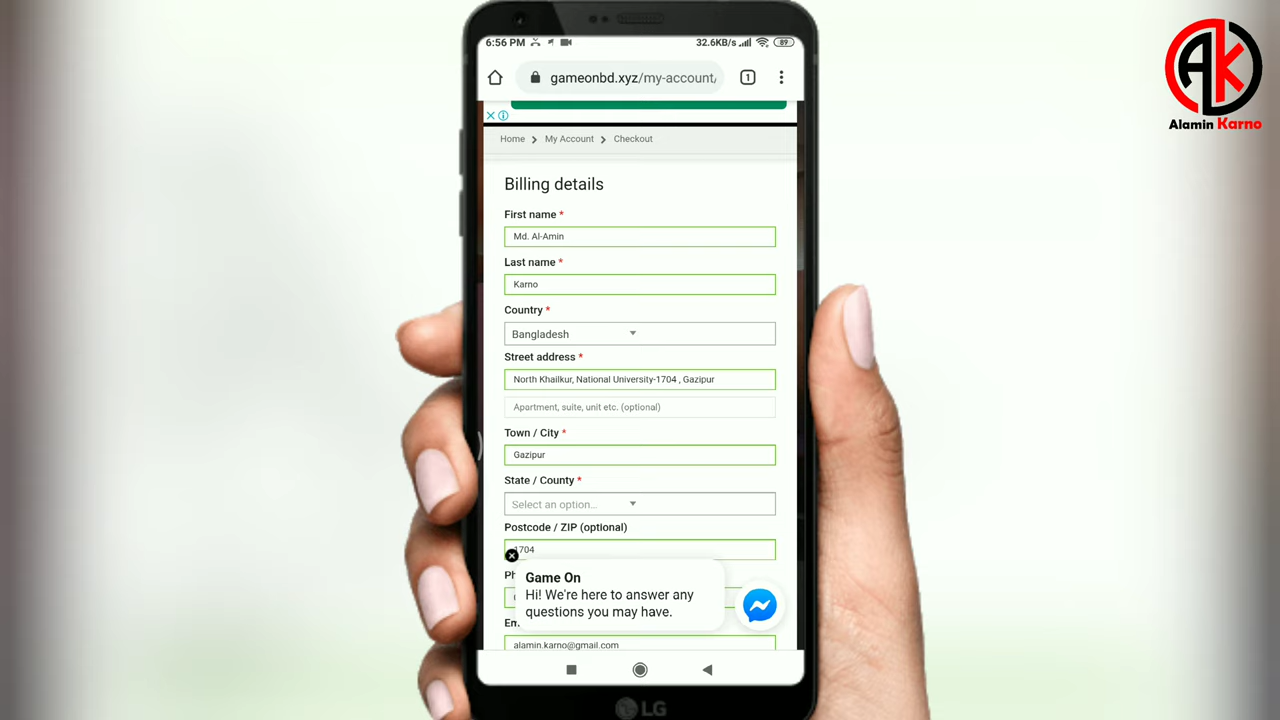 6:56 PM
32.6KB/s
89
gameonbd.xyz/my-account/
1
Home > My Account > Checkout
Billing details
First name *
Md. Al-Amin
Last name *
Karno
Country *
Bangladesh
Street address *
North Khailkur, National University-1704 , Gazipur
Apartment, suite, unit etc. (optional)
Town / City *
Gazipur
State / County *
Select an option...
Postcode / ZIP (optional)
1704
Game On
Hi! We're here to answer any
questions you may have.
alamin.karno@gmail.com
LG
AK
Alamin Karno